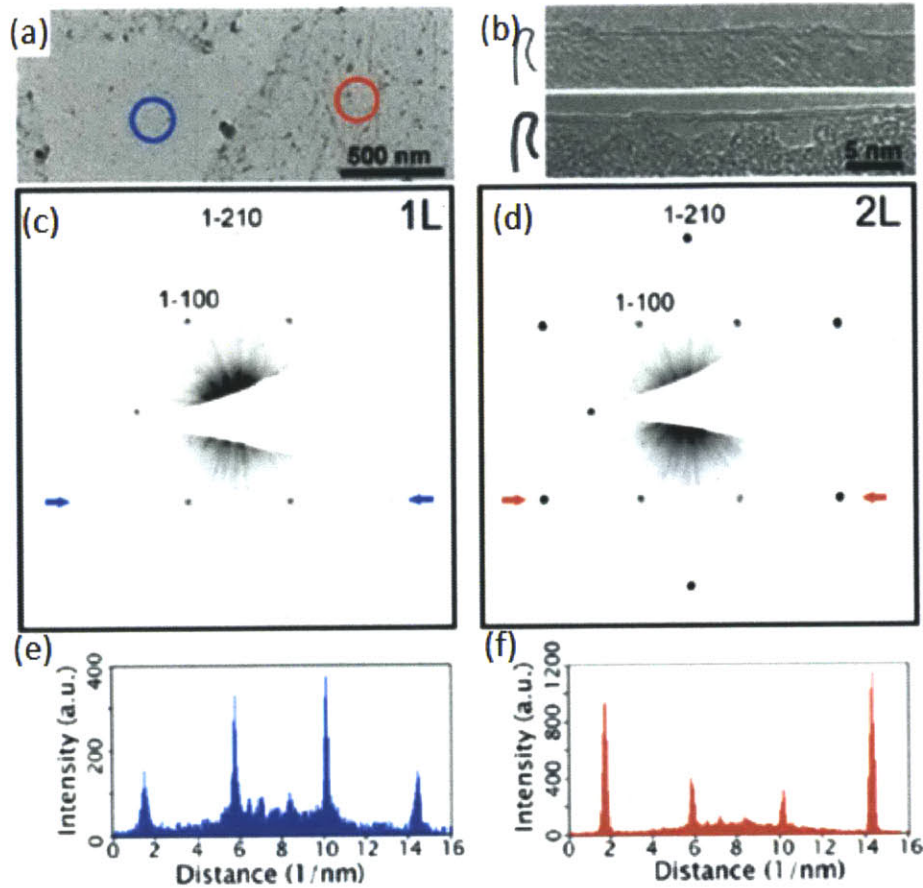 (a)
500 nm
(b)
5 nm
(c)
1-210
1L
1-100
(d)
1-210
2L
1-100
(e)
Intensity (a.u.)
400
200
0
0 2 4 6 8 10 12 14 16
Distance (1/nm)
(f)
Intensity (a.u.)
1200
800
400
0
0 2 4 6 8 10 12 14 16
Distance (1/nm)